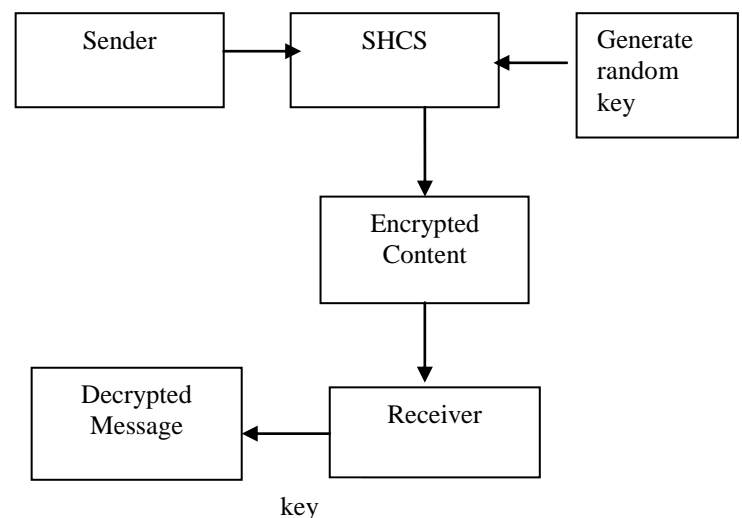 Sender
SHCS
Generate
random
key
Encrypted
Content
Decrypted
Message
Receiver
key